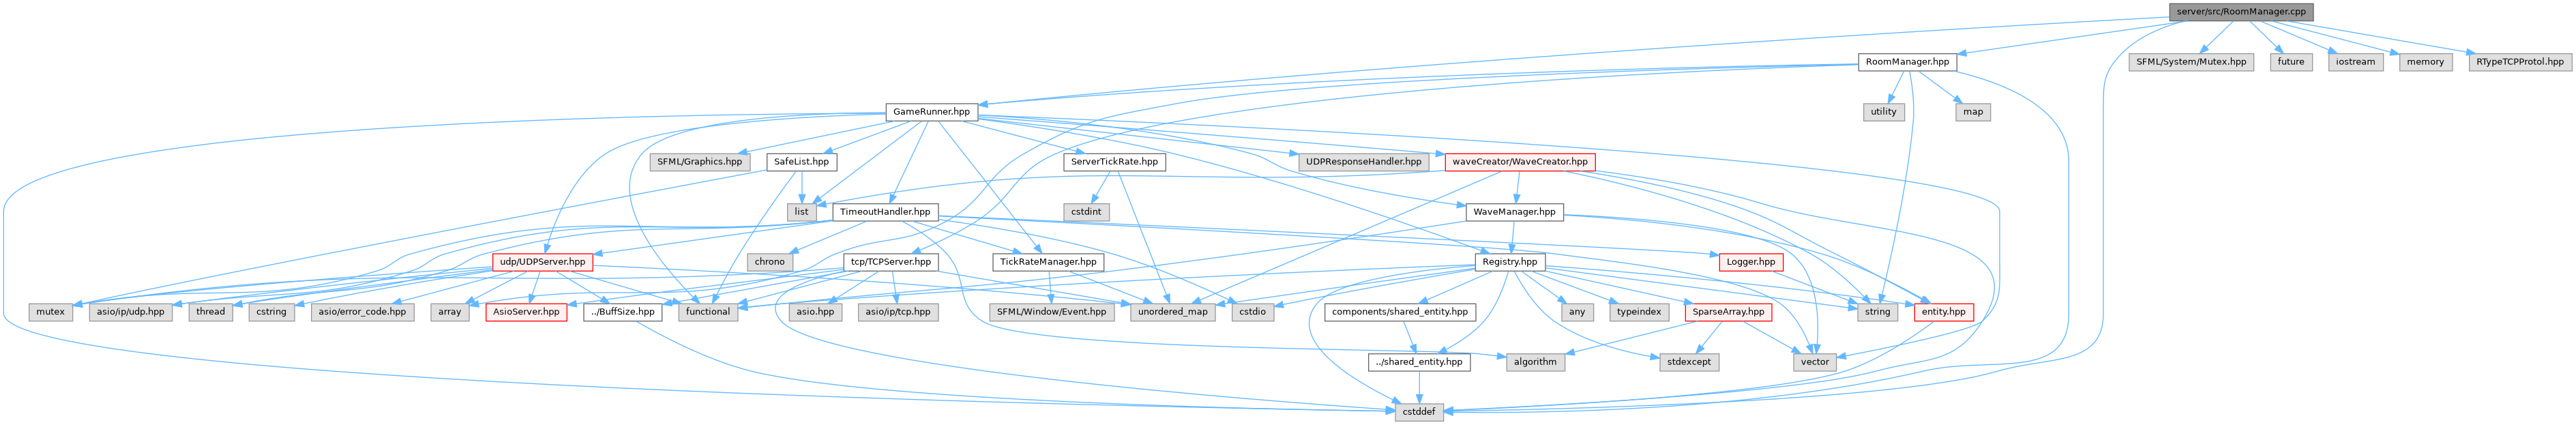 server/src/RoomManager.cpp
RoomManager.hpp
SFML/System/Mutex.hpp
future
iostream
memory
RTypeTCPProtol.hpp
GameRunner.hpp
utility
map
SFML/Graphics.hpp
SafeList.hpp
ServerTickRate.hpp
UDPResponseHandler.hpp
waveCreator/WaveCreator.hpp
list
TimeoutHandler.hpp
cstdint
WaveManager.hpp
udp/UDPServer.hpp
chrono
tcp/TCPServer.hpp
TickRateManager.hpp
Registry.hpp
Logger.hpp
mutex
asio/ip/udp.hpp
thread
cstring
asio/error_code.hpp
array
AsioServer.hpp
../BuffSize.hpp
functional
asio.hpp
asio/ip/tcp.hpp
SFML/Window/Event.hpp
unordered_map
cstdio
components/shared_entity.hpp
any
typeindex
SparseArray.hpp
string
entity.hpp
../shared_entity.hpp
algorithm
stdexcept
vector
cstddef